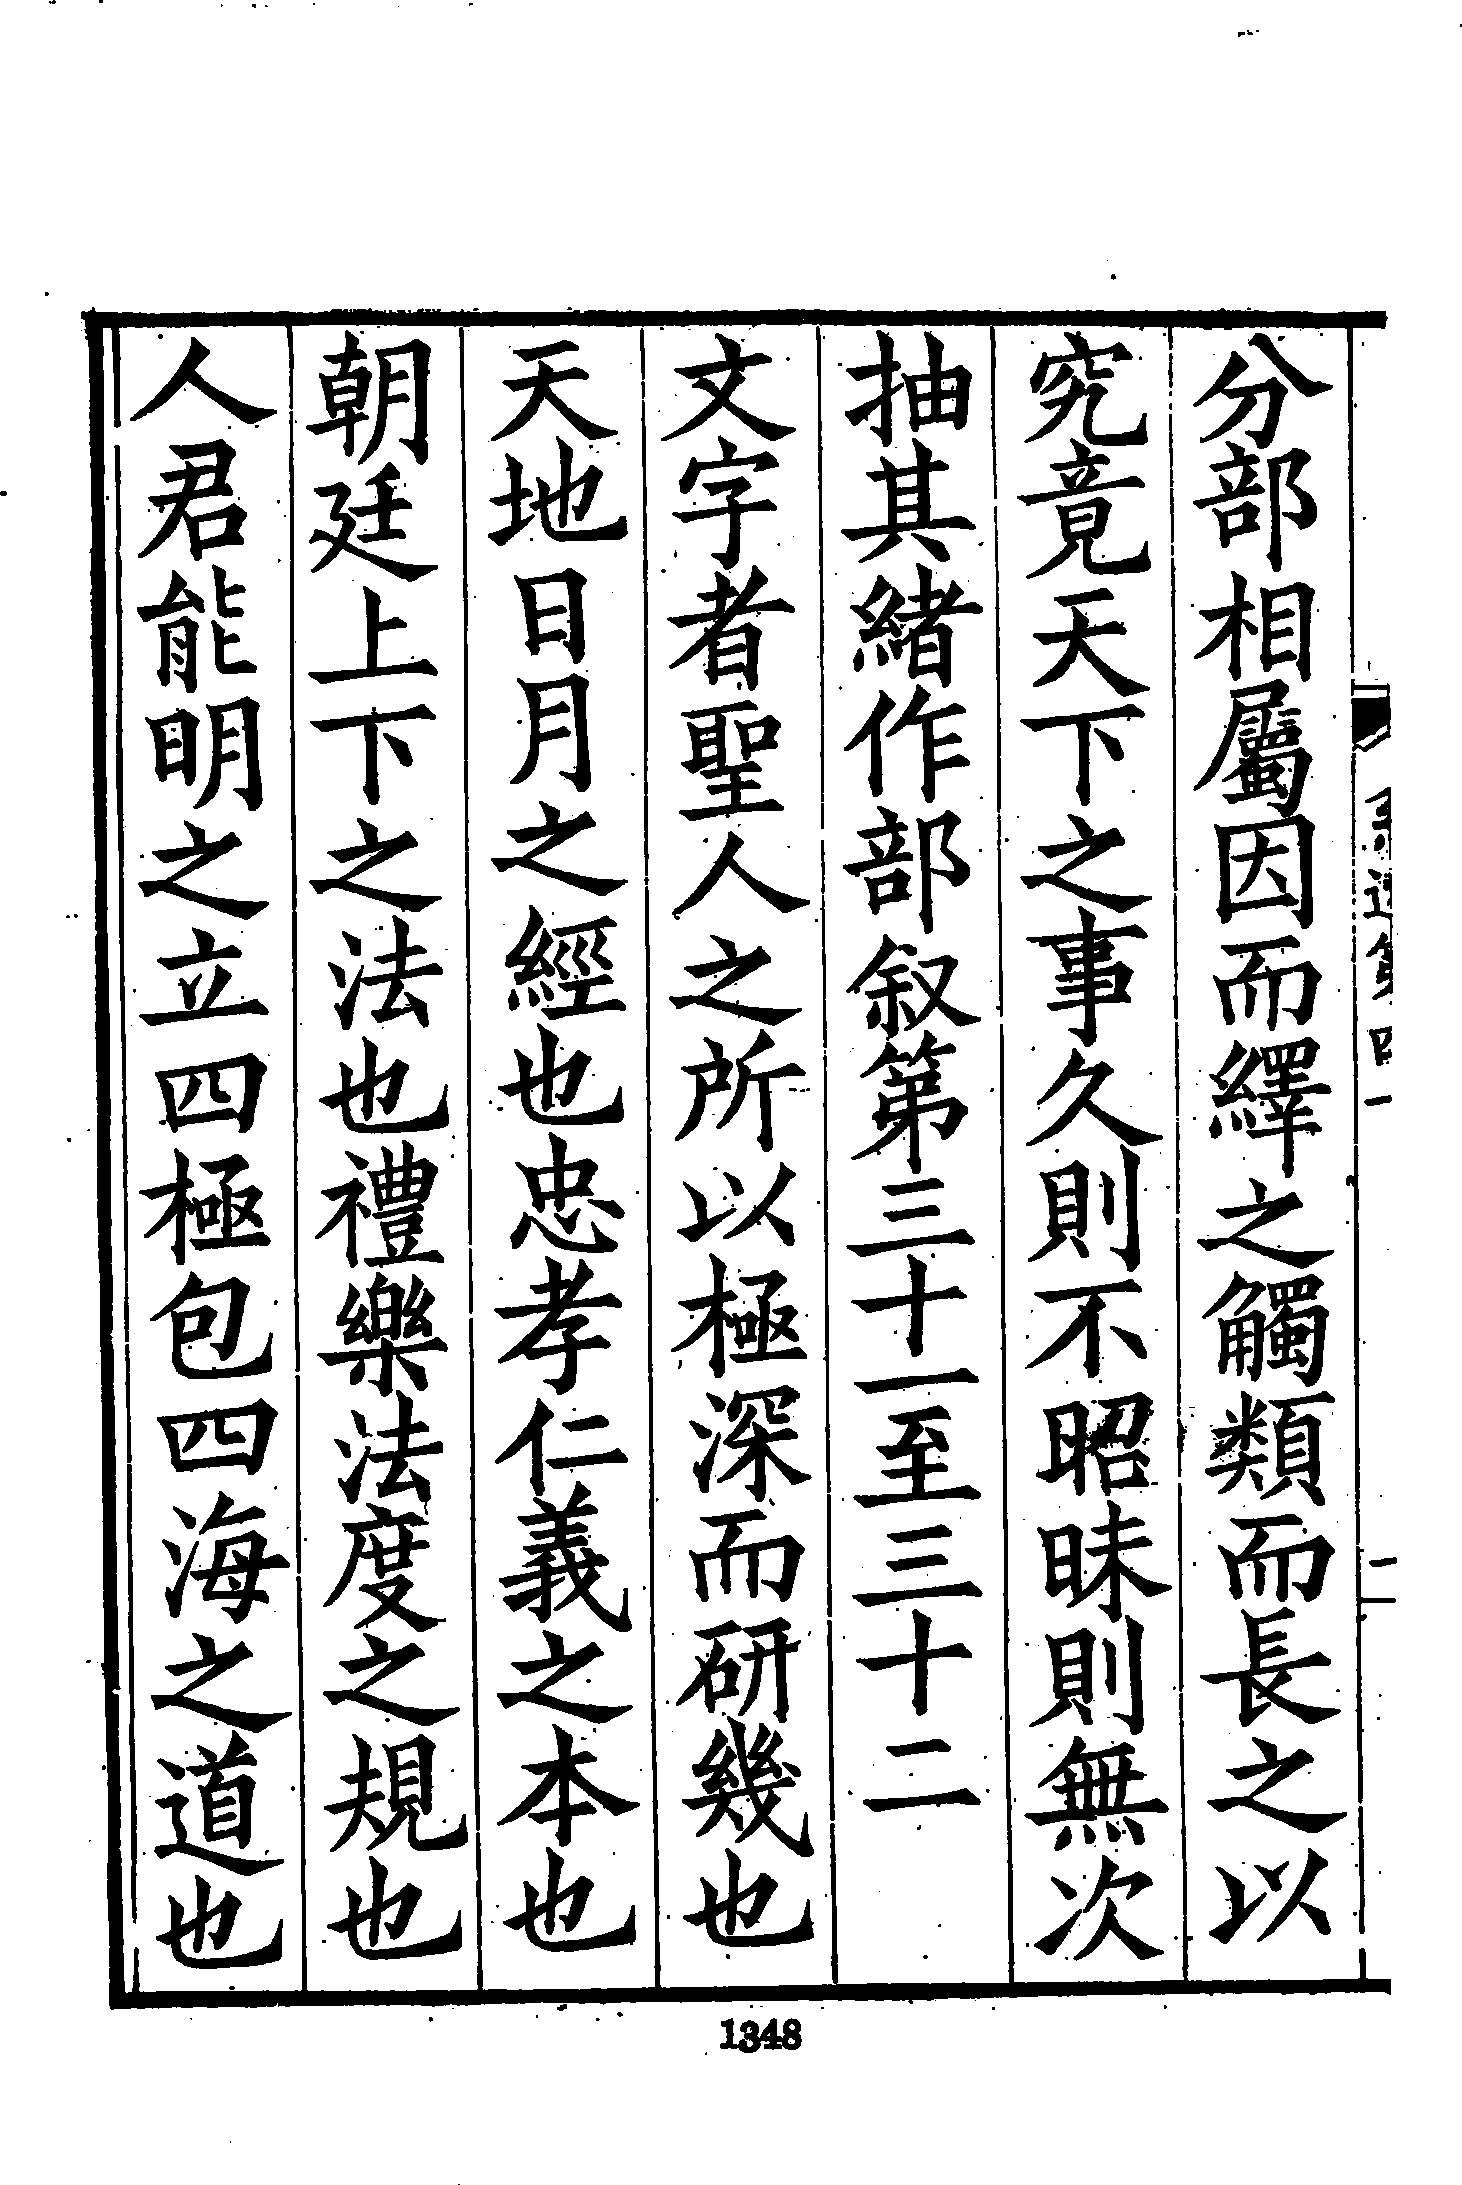 分部相屬因而繹之觸類而長之以
究竟天下之事久則不昭昧則無次
抽其緒作部叙第三十一至三十二
文字者聖人之所以極深而研幾也
天地日月之經也忠孝仁義之本也
朝廷上下之法也禮樂法度之規也
人君能明之立四極包四海之道也
1348